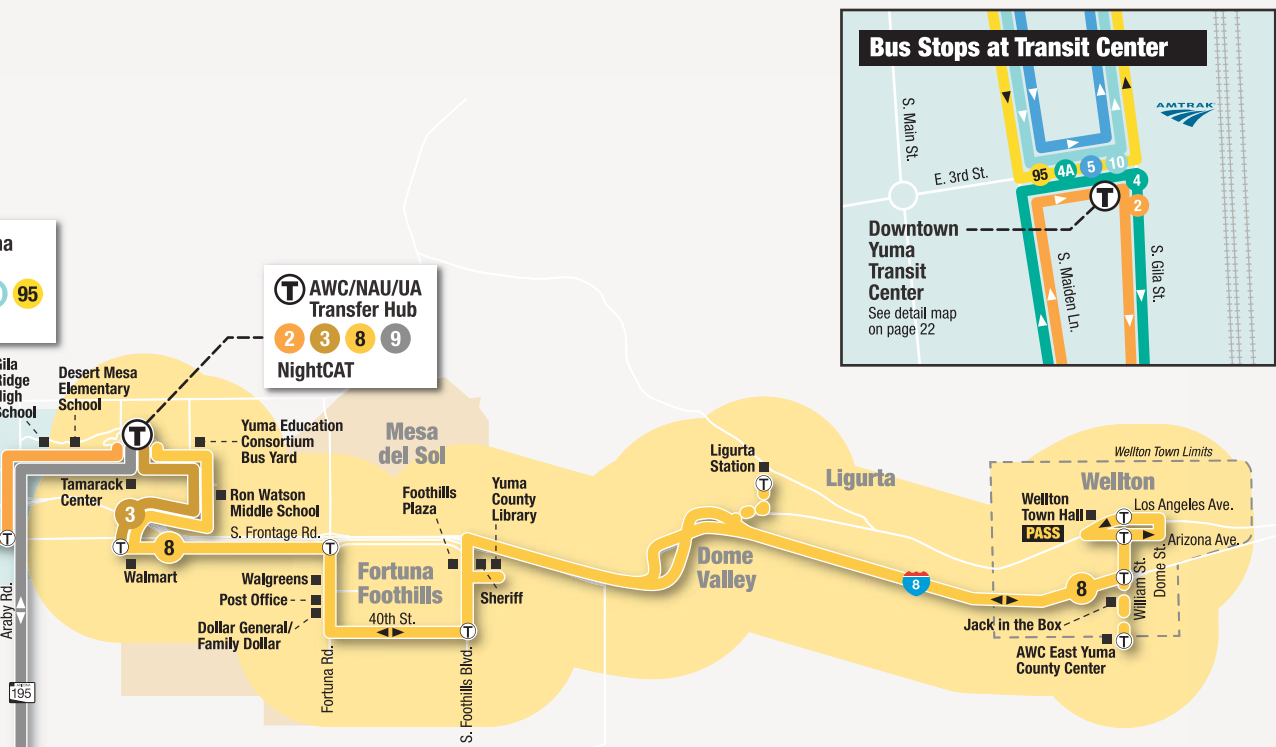 Bus Stops at Transit Center
AMTRAK
S. Main St.
E. 3rd St.
95
4A
5
10
4
2
T
Downtown
Yuma
Transit
Center
See detail map
on page 22
S. Maiden Ln.
S. Gila St.
95
T
AWC/NAU/UA
Transfer Hub
2
3
8
9
NightCAT
Ridge
High
School
Desert Mesa
Elementary
School
T
Yuma Education
Consortium
Bus Yard
Tamarack
Center
Ron Watson
Middle School
3
T
T
8
S. Frontage Rd.
T
Walmart
Araby Rd.
ARIZONA
195
Mesa
del Sol
Foothills
Plaza
Yuma
County
Library
Walgreens
Post Office
Dollar General/
Family Dollar
Fortuna
Foothills
Sheriff
40th St.
T
Fortuna Rd.
S. Foothills Blvd.
Ligurta
Station
T
Ligurta
Dome
Valley
8
Wellton Town Limits
Wellton
Wellton
Town Hall
PASS
T
Los Angeles Ave.
T
Arizona Ave.
8
T
William St.
Dome St.
Jack in the Box
T
AWC East Yuma
County Center